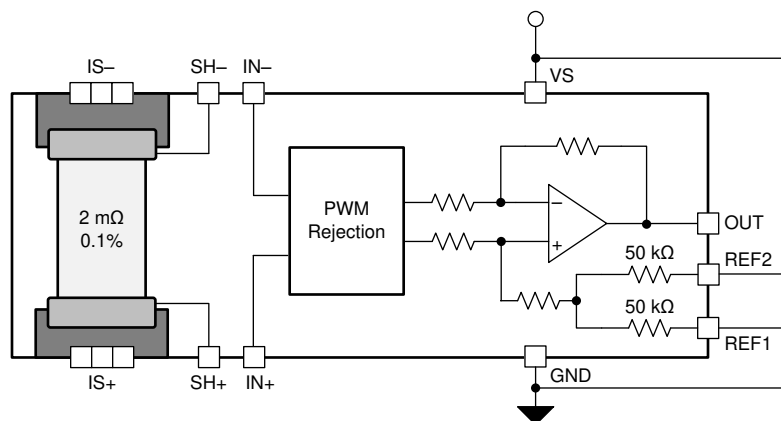 IS–
SH–
IN–
VS
2 mΩ
0.1%
PWM
Rejection
–
+
OUT
50 kΩ
REF2
50 kΩ
REF1
IS+
SH+
IN+
GND